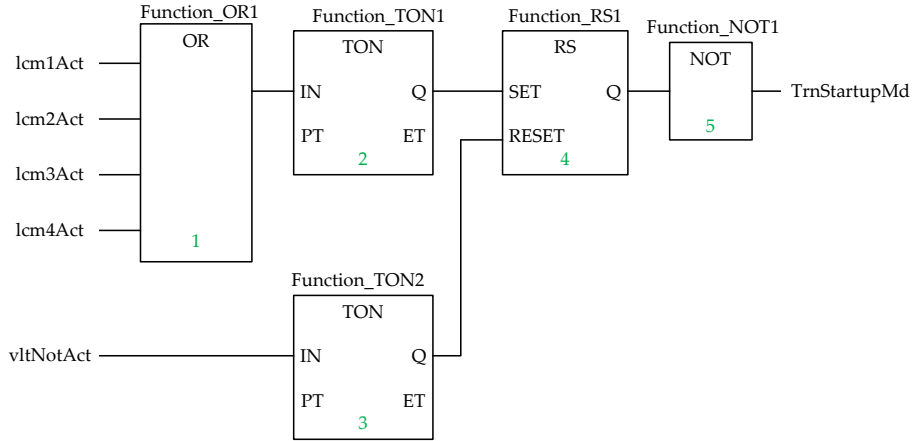 Function_OR1
OR
lcm1Act
lcm2Act
lcm3Act
lcm4Act
1
Function_TON1
TON
IN
Q
PT
ET
2
Function_RS1
RS
SET
Q
RESET
4
Function_NOT1
NOT
5
TrnStartupMd
Function_TON2
TON
vltNotAct
IN
Q
PT
ET
3